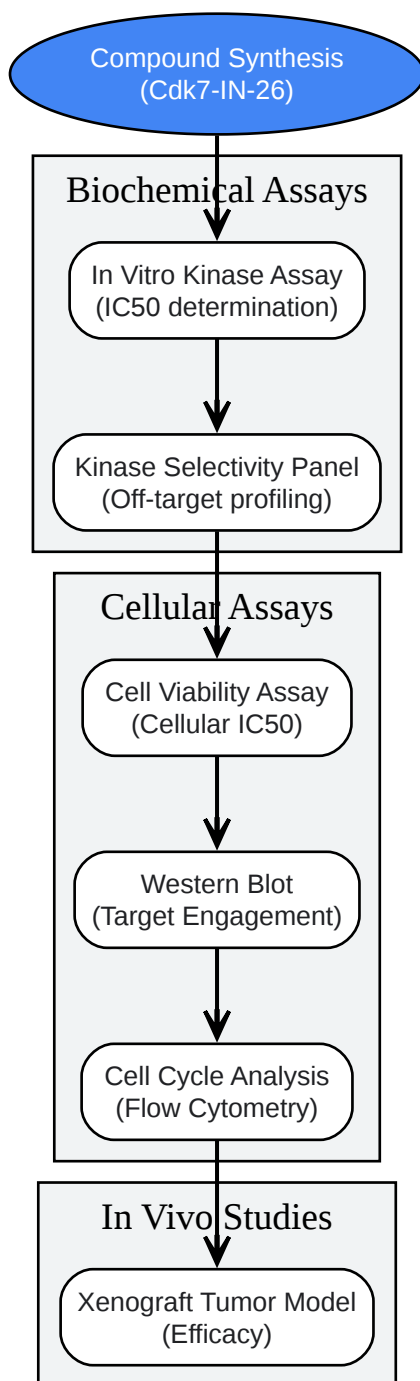 Compound Synthesis
(Cdk7-IN-26)
Biochemical Assays
In Vitro Kinase Assay
(IC50 determination)
Kinase Selectivity Panel
(Off-target profiling)
Cellular Assays
Cell Viability Assay
(Cellular IC50)
Western Blot
(Target Engagement)
Cell Cycle Analysis
(Flow Cytometry)
In Vivo Studies
Xenograft Tumor Model
(Efficacy)